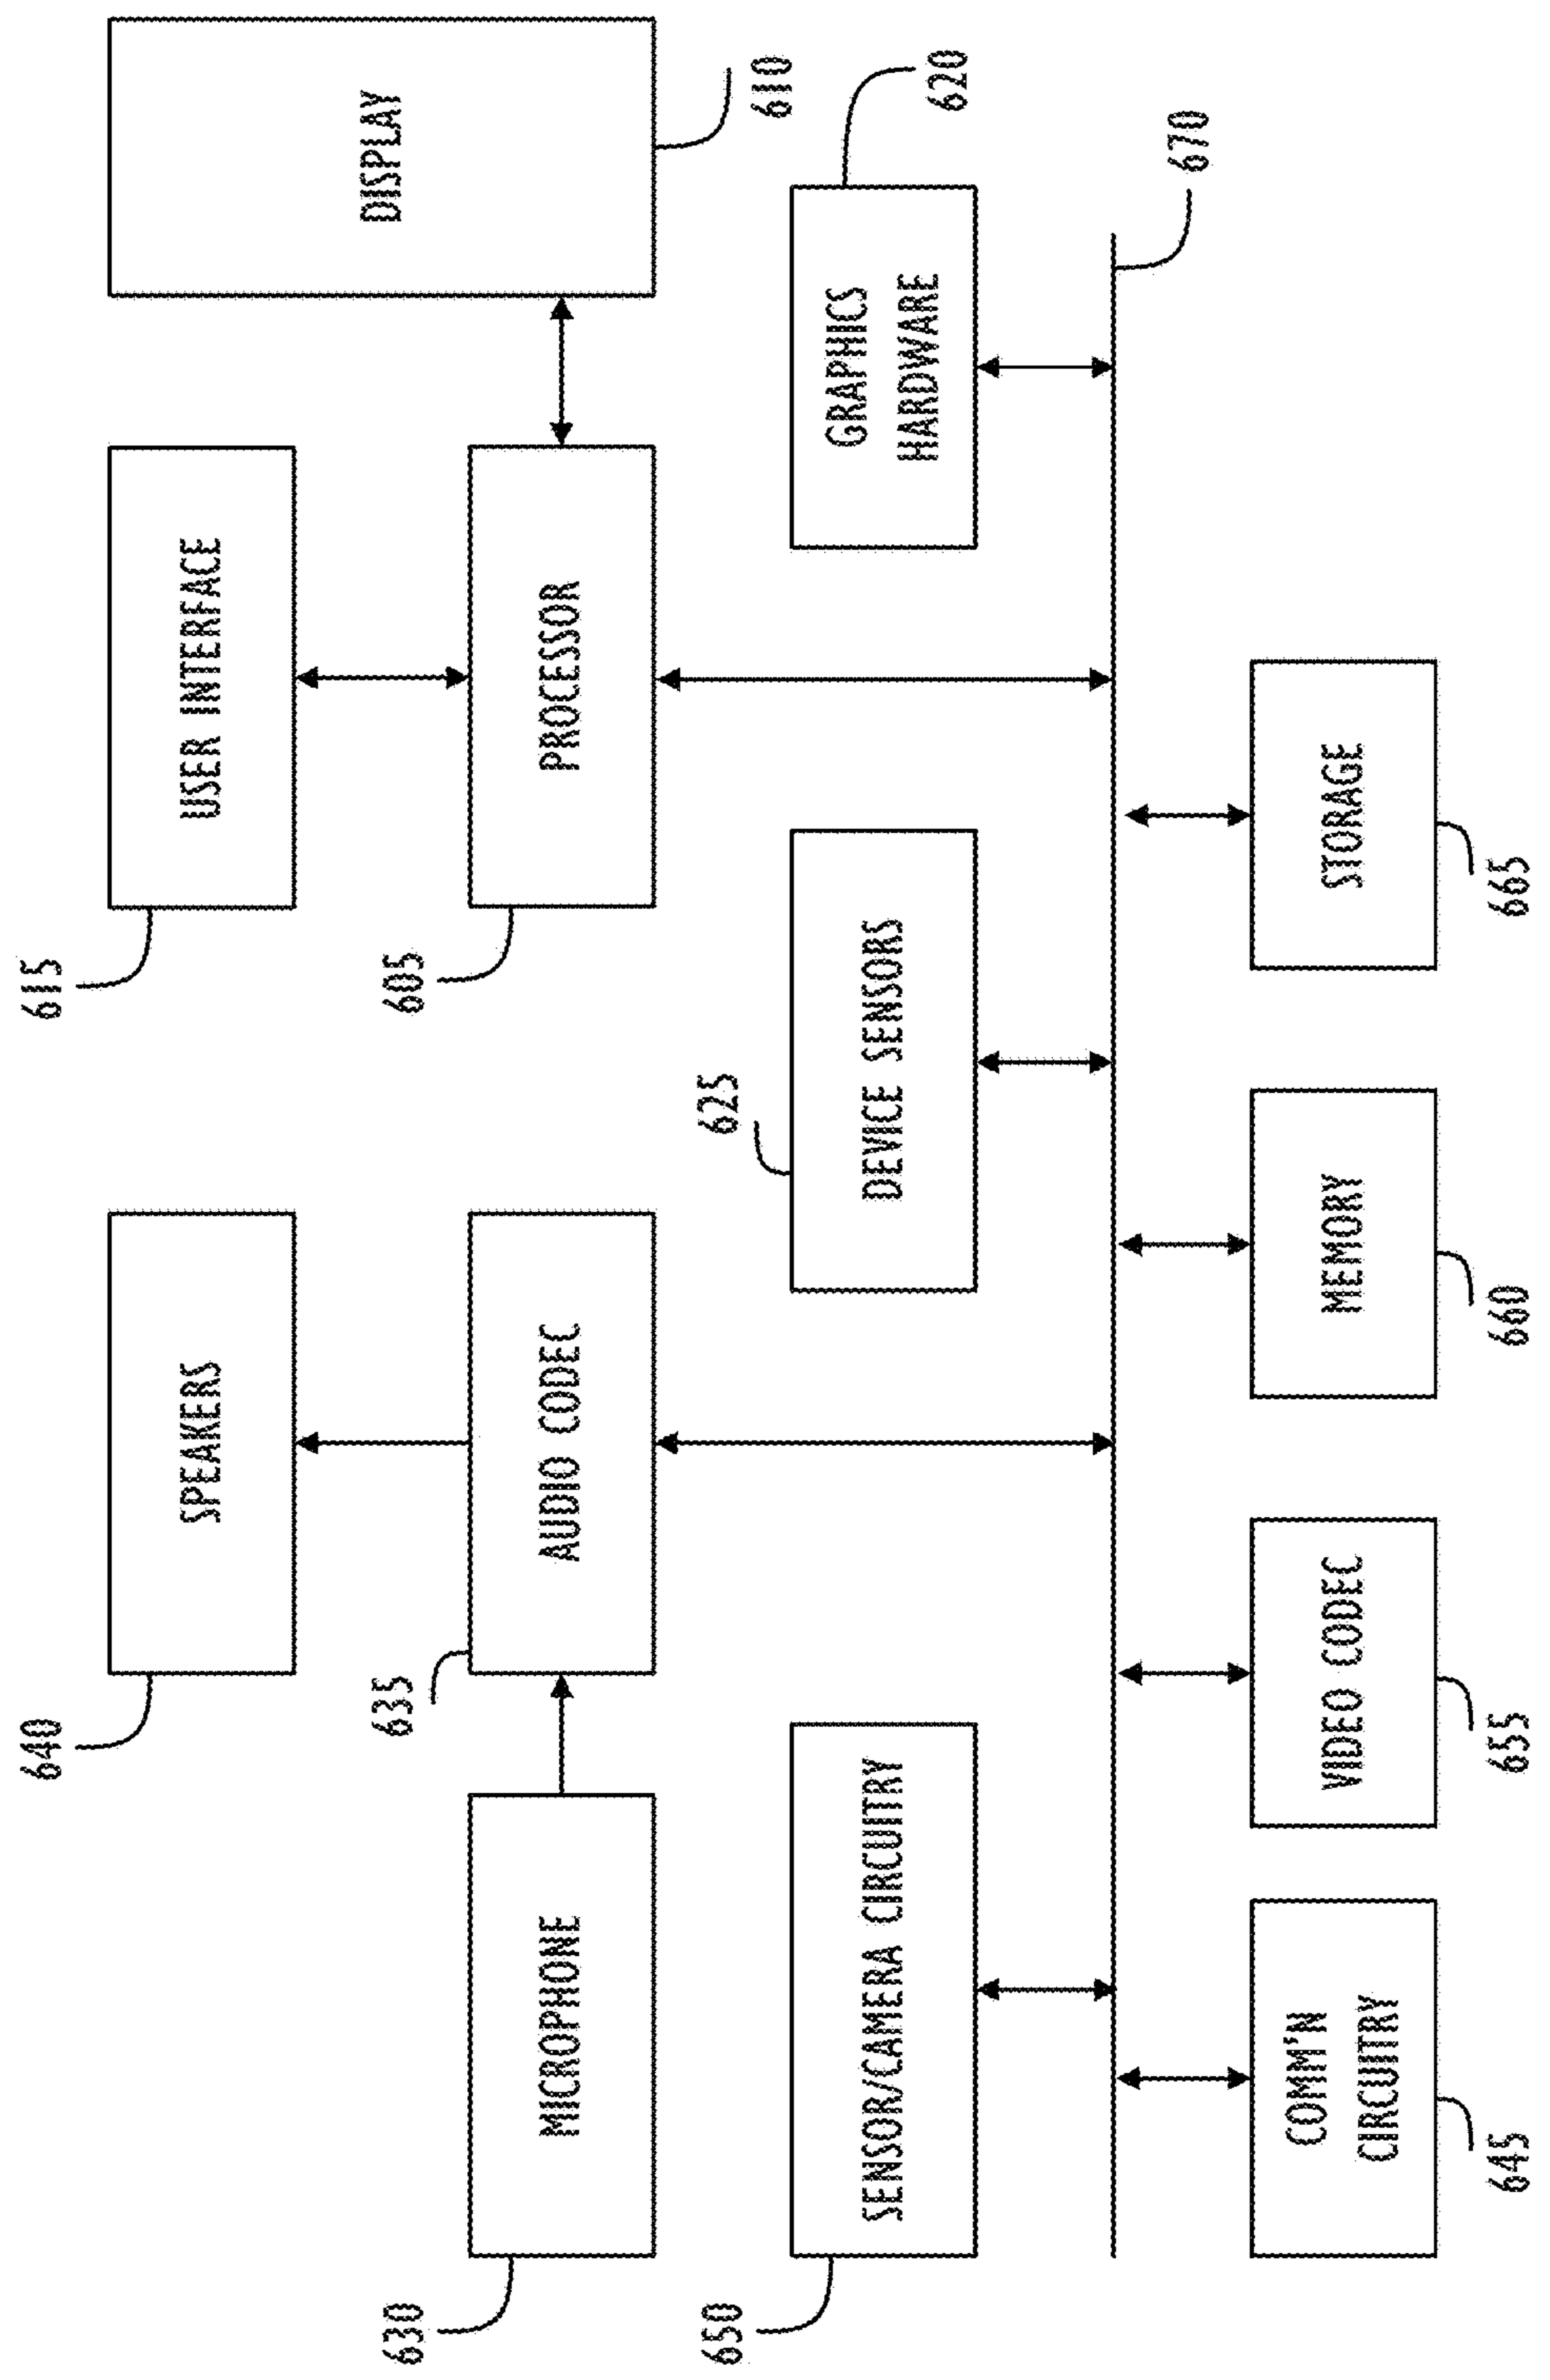 640
SPEAKERS
615
USER INTERFACE
DISPLAY
610
630
MICROPHONE
635
AUDIO CODEC
605
PROCESSOR
650
SENSOR/CAMERA CIRCUITRY
625
DEVICE SENSORS
GRAPHICS
HARDWARE
620
670
COMM'N
CIRCUITRY
645
VIDEO CODEC
655
MEMORY
660
STORAGE
665